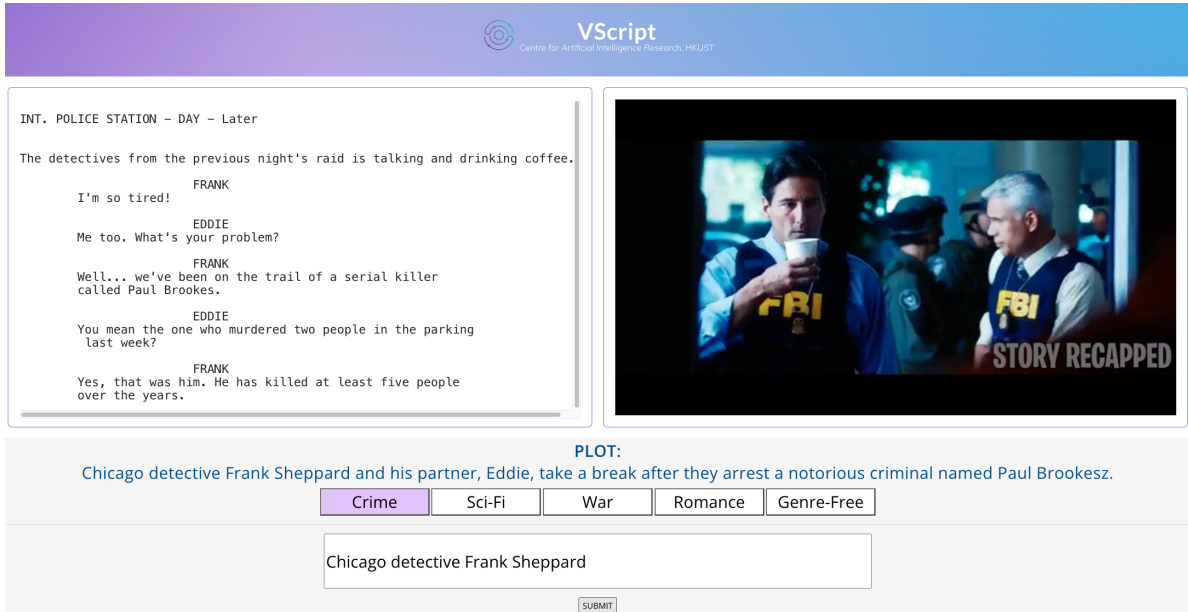 VScript
Centre for Artificial Intelligence Research, HKUST
INT. POLICE STATION – DAY – Later
The detectives from the previous night's raid is talking and drinking coffee.
FRANK
I'm so tired!
EDDIE
Me too. What's your problem?
FRANK
Well... we've been on the trail of a serial killer
called Paul Brookes.
EDDIE
You mean the one who murdered two people in the parking
last week?
FRANK
Yes, that was him. He has killed at least five people
over the years.
FBI
FBI
STORY RECAPPED
PLOT:
Chicago detective Frank Sheppard and his partner, Eddie, take a break after they arrest a notorious criminal named Paul Brookesz.
Crime Sci-Fi War Romance Genre-Free
Chicago detective Frank Sheppard
SUBMIT